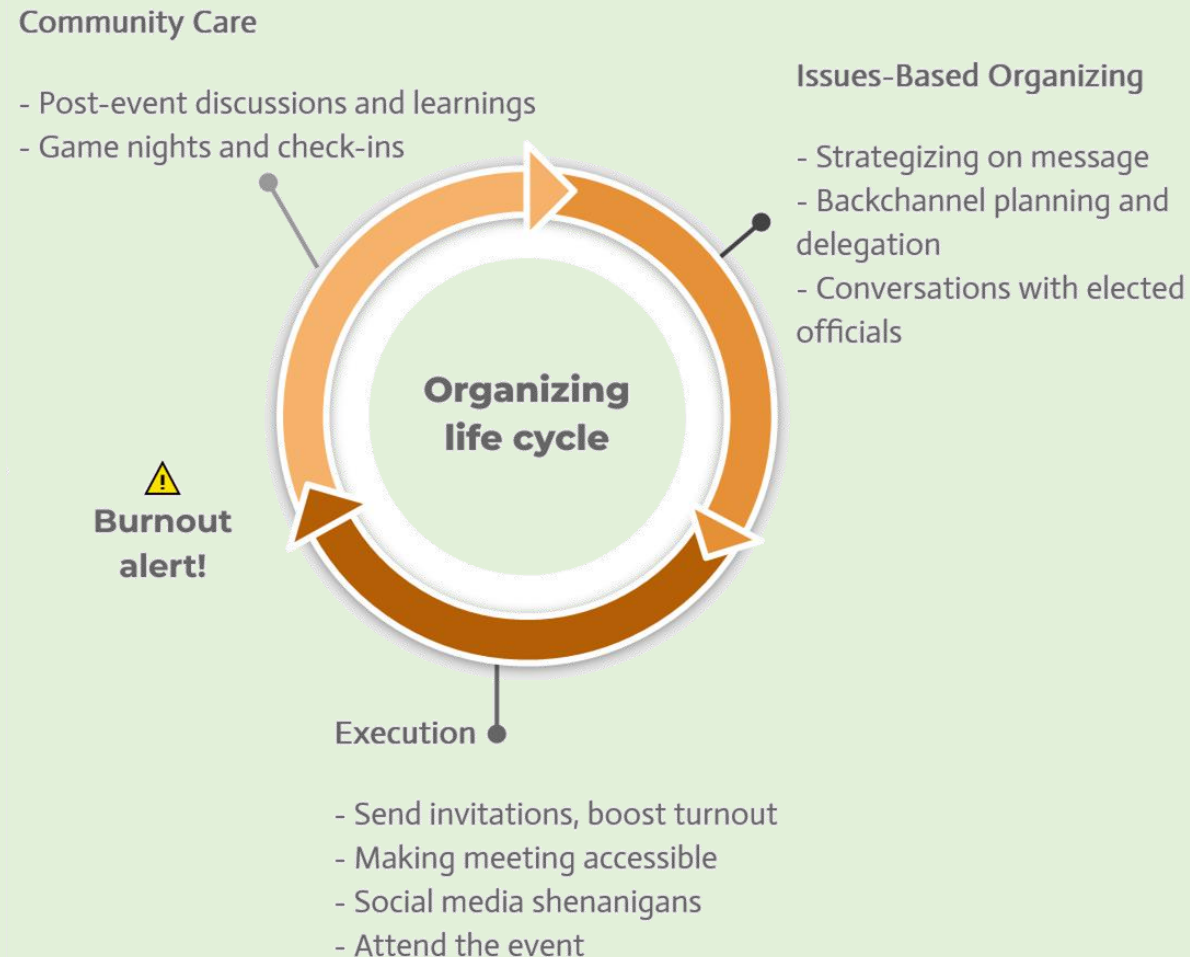 Community Care
- Post-event discussions and learnings
- Game nights and check-ins
Issues-Based Organizing
- Strategizing on message
- Backchannel planning and
delegation
- Conversations with elected
officials
Organizing
life cycle
Burnout
alert!
Execution
- Send invitations, boost turnout
- Making meeting accessible
- Social media shenanigans
- Attend the event